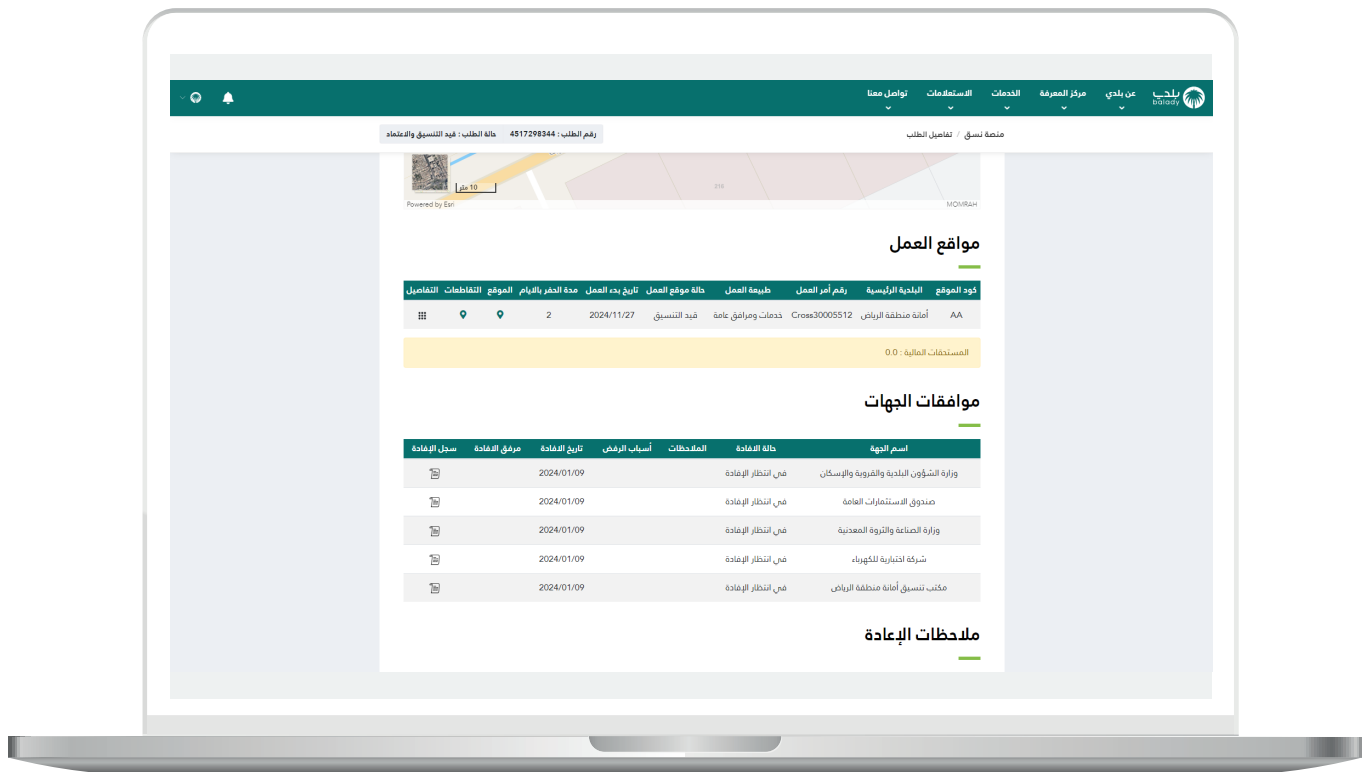 بلدي
balady
عن بلدي
مركز المعرفة
الخدمات
الاستعلامات
تواصل معنا
منصة نسق / تفاصيل الطلب
رقم الطلب : 4517298344 حالة الطلب : قيد التنسيق والاعتماد
10 متر
Powered by Esri
MOMRAH
مواقع العمل
كود الموقع البلدية الرئيسية رقم أمر العمل طبيعة العمل حالة موقع العمل تاريخ بدء العمل مدة الحفر بالايام الموقع التقاطعات التفاصيل
AA أمانة منطقة الرياض Cross30005512 خدمات ومرافق عامة قيد التنسيق 2024/11/27 2
المستحقات المالية : 0.0
موافقات الجهات
اسم الجهة حالة الافادة الملاحظات أسباب الرفض تاريخ الافادة مرفق الافادة سجل الإفادة
وزارة الشؤون البلدية والقروية والإسكان في انتظار الإفادة 2024/01/09
صندوق الاستثمارات العامة في انتظار الإفادة 2024/01/09
وزارة الصناعة والثروة المعدنية في انتظار الإفادة 2024/01/09
شركة اختبارية للكهرباء في انتظار الإفادة 2024/01/09
مكتب تنسيق أمانة منطقة الرياض في انتظار الإفادة 2024/01/09
ملاحظات الإعادة